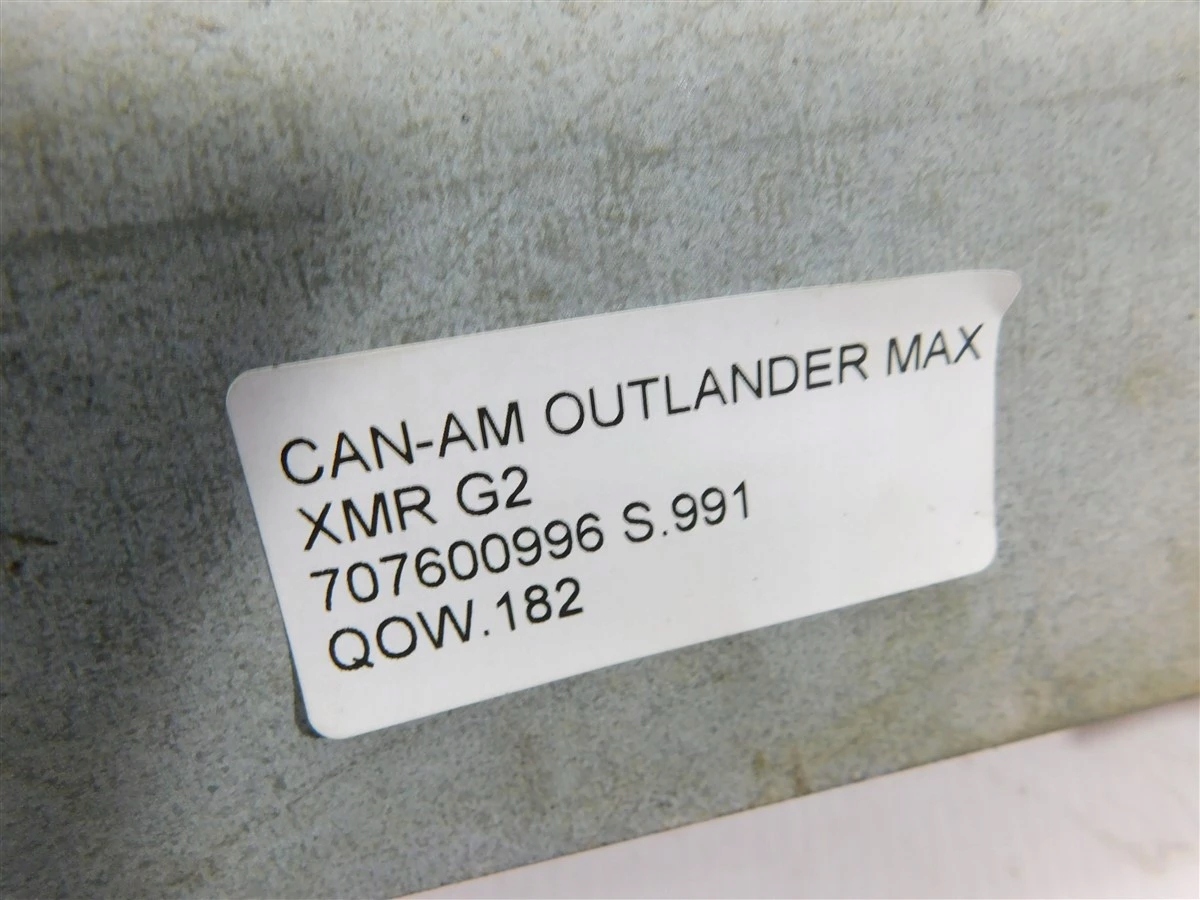 CAN-AM OUTLANDER MAX
XMR G2
707600996 S.991
QOW.182